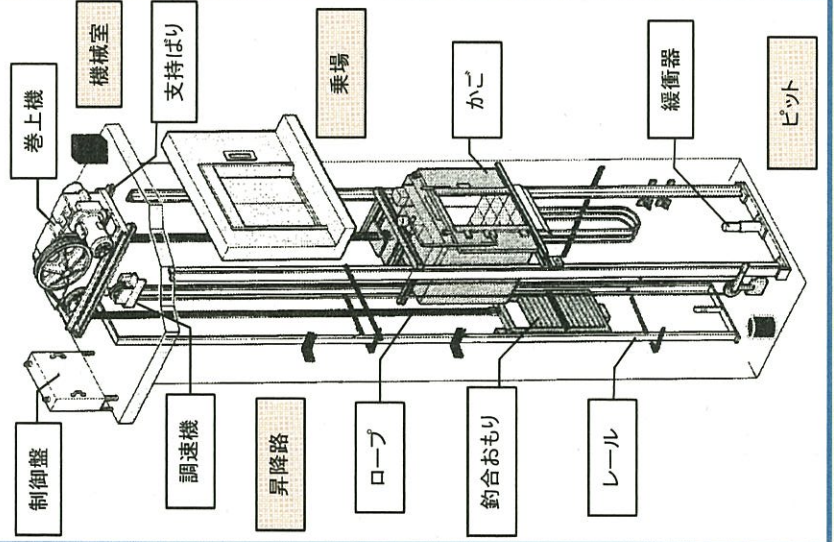 巻上機
機械室
支持ばり
制御盤
調速機
乗場
昇降路
ロープ
かご
釣合おもり
レール
緩衝器
ピット